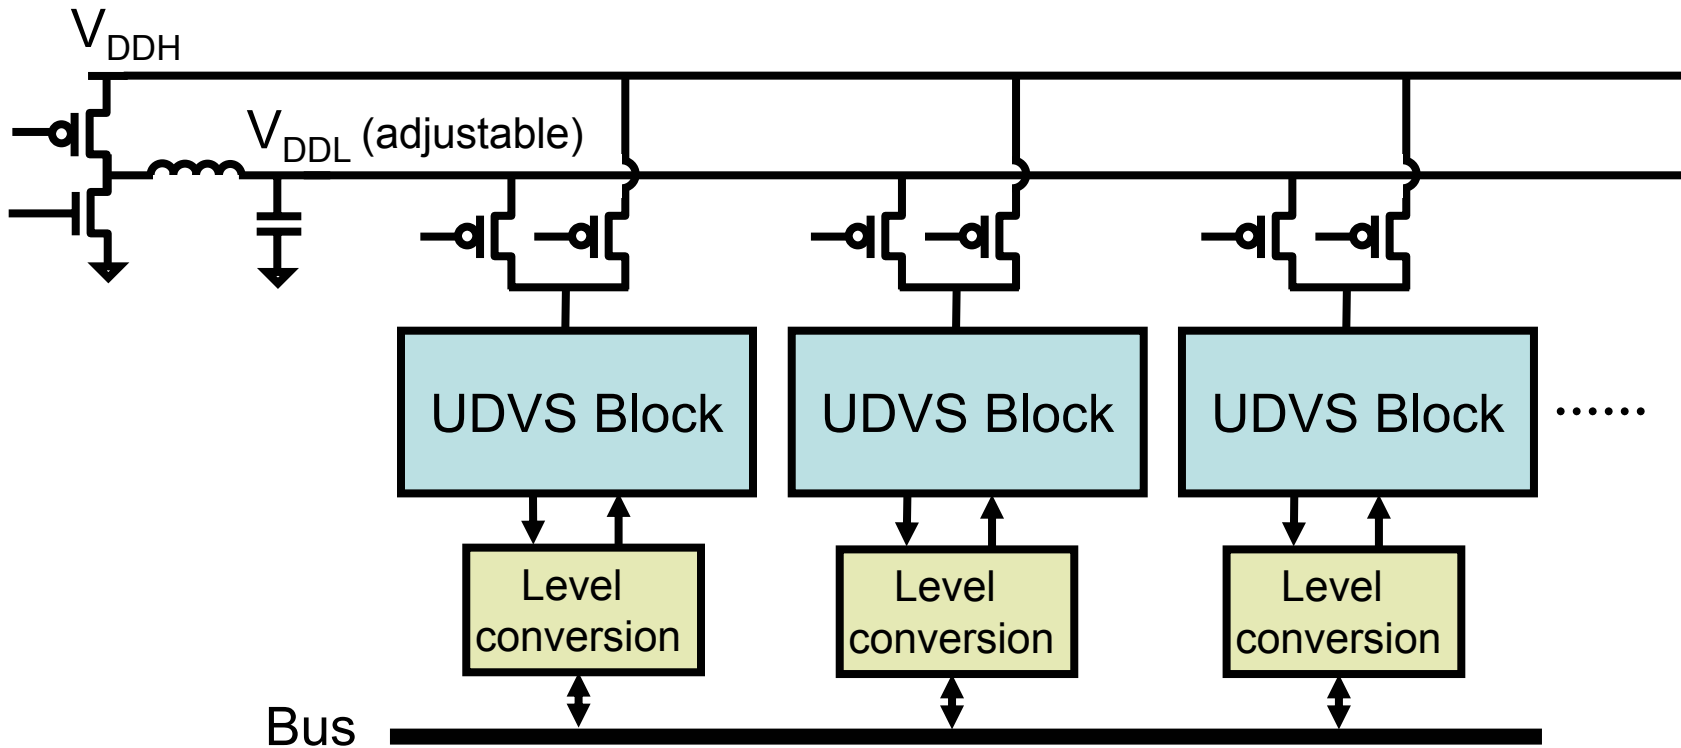 VDDH
VDDL (adjustable)
UDVS Block
UDVS Block
UDVS Block
......
Level
conversion
Level
conversion
Level
conversion
Bus